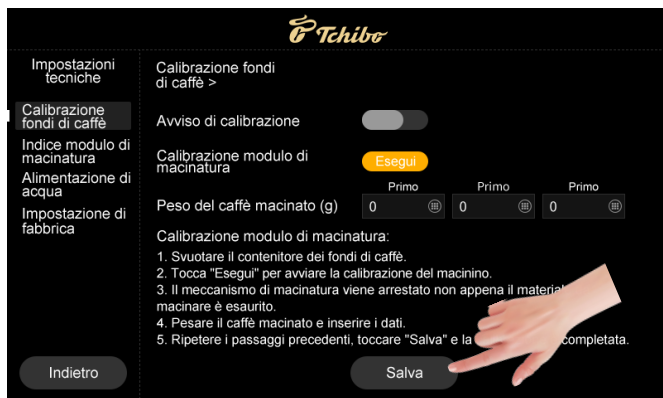 Tchibo
Impostazioni
tecniche
Calibrazione
fondi di caffè
Indice modulo di
macinatura
Alimentazione di
acqua
Impostazione di
fabbrica
Indietro
Calibrazione fondi
di caffè >
Avviso di calibrazione
Calibrazione modulo di
macinatura
Esegui
Primo Primo Primo
Peso del caffè macinato (g) 0 0 0
Calibrazione modulo di macinatura:
1. Svuotare il contenitore dei fondi di caffè.
2. Tocca "Esegui" per avviare la calibrazione del macinino.
3. Il meccanismo di macinatura viene arrestato non appena il
macinare è esaurito.
4. Pesare il caffè macinato e inserire i dati.
5. Ripetere i passaggi precedenti, toccare "Salva" e la completata.
Salva